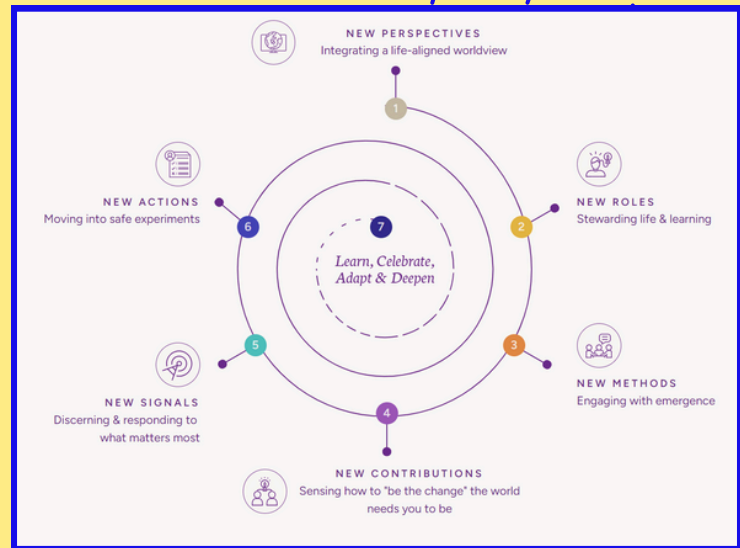 NEW PERSPECTIVES
Integrating a life-aligned worldview
1
NEW ROLES
Stewarding life & learning
2
NEW METHODS
Engaging with emergence
3
4
NEW CONTRIBUTIONS
Sensing how to "be the change" the world
needs you to be
5
NEW SIGNALS
Discerning & responding to
what matters most
6
NEW ACTIONS
Moving into safe experiments
7
Learn, Celebrate,
Adapt & Deepen